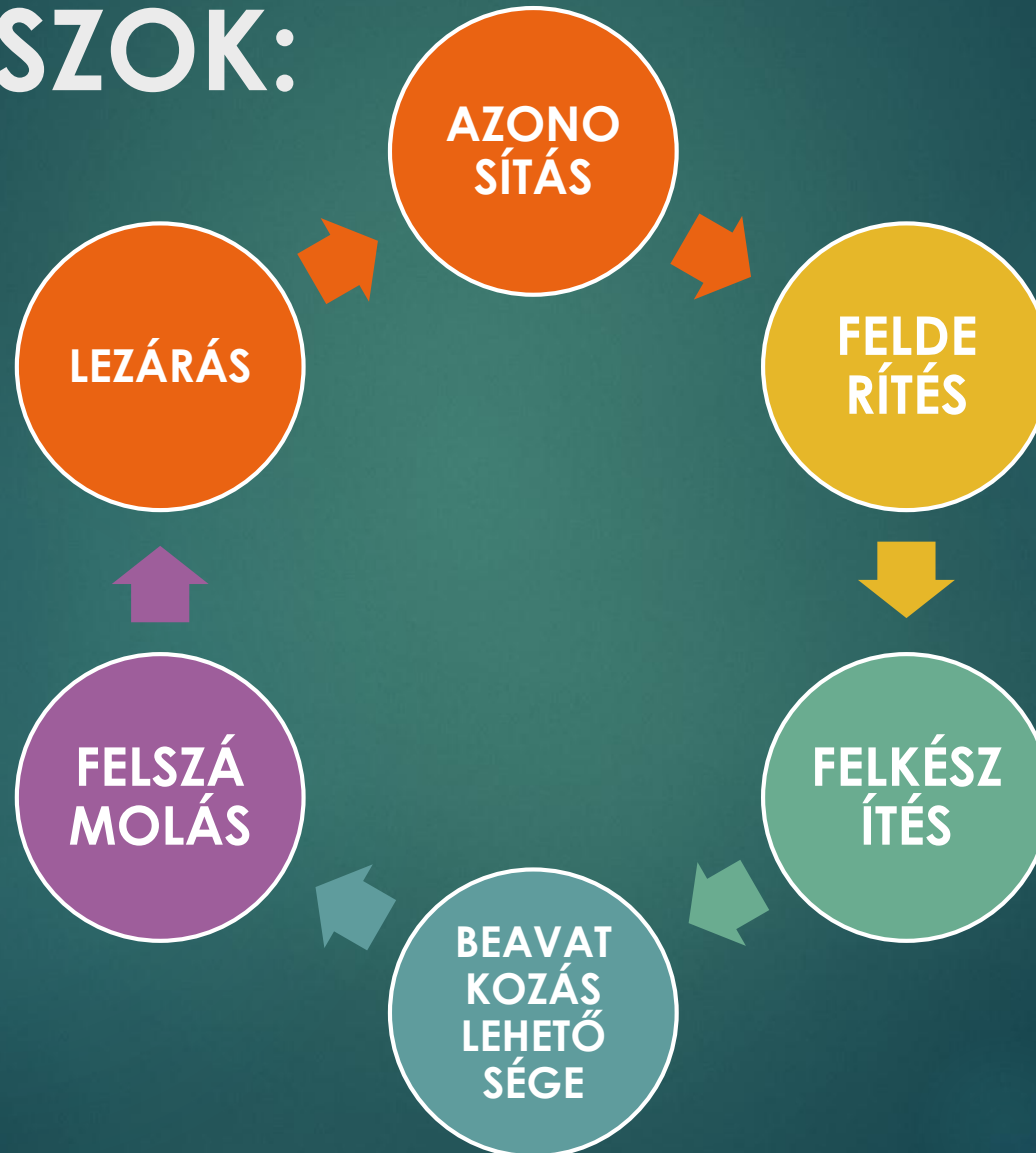 SZOK:
AZONO
SÍTÁS
FELDE
RÍTÉS
FELKÉSZ
ÍTÉS
BEAVAT
KOZÁS
LEHETŐ
SÉGE
FELSZÁ
MOLÁS
LEZÁRÁS